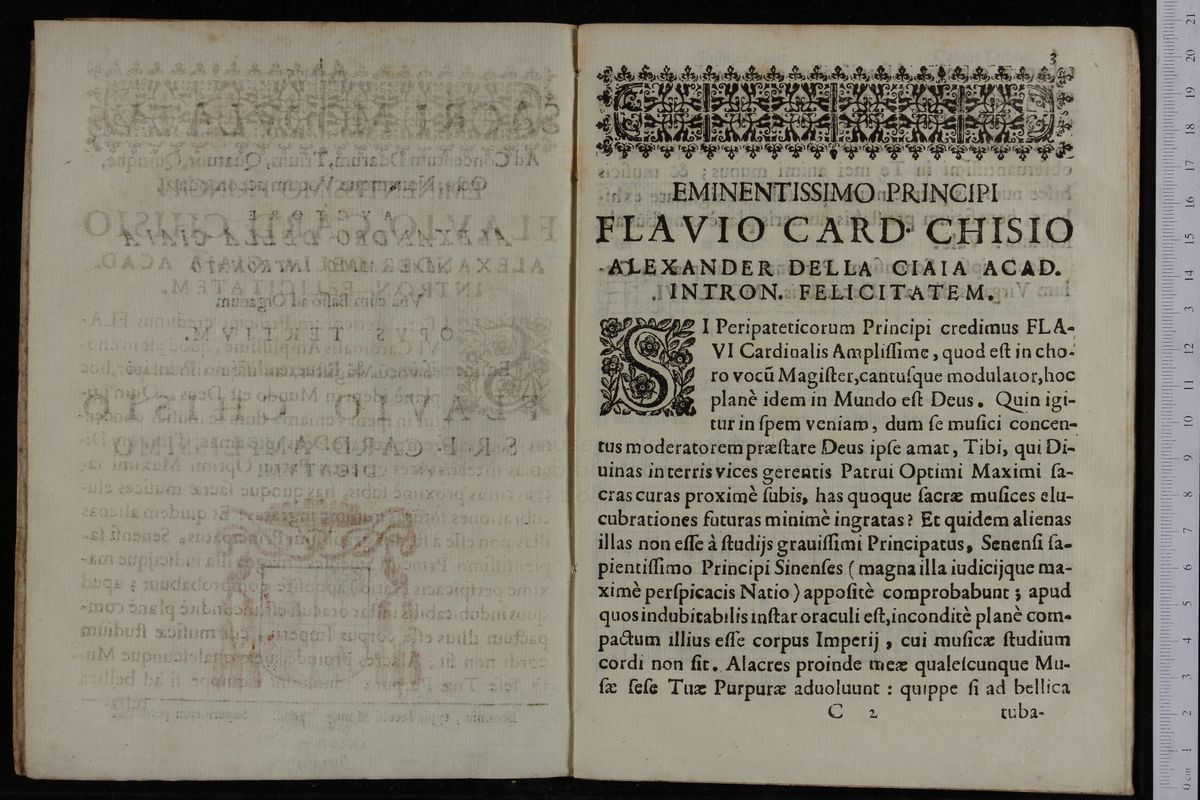 3
EMINENTISSIMO PRINCIPI
FLAVIO CARD. CHISIO
ALEXANDER DELLA CIAIA ACAD.
INTRON. FELICITATEM.
SI Peripateticorum Principi credimus FLA-
VI Cardinalis Ampliſſime, quod eſt in cho-
ro vocū Magiſter,cantuſque modulator,hoc
planè idem in Mundo eſt Deus. Quin igi-
tur in ſpem veniam, dum ſe muſici concen-
tus moderatorem præſtare Deus ipſe amat, Tibi, qui Di-
uinas in terris vices gerentis Patrui Optimi Maximi ſa-
cras curas proximè ſubis, has quoque ſacræ muſices elu-
cubrationes futuras minimè ingratas? Et quidem alienas
illas non eſſe à ſtudijs grauiſſimi Principatus, Senenſi ſa-
pientiſſimo Principi Sinenſes (magna illa iudicijque ma-
ximè perſpicacis Natio) appoſitè comprobabunt; apud
quos indubitabilis inſtar oraculi eſt,inconditè planè com-
pactum illius eſſe corpus Imperij, cui muſicæ ſtudium
cordi non ſit. Alacres proinde meæ qualeſcunque Mu-
ſæ ſeſe Tuæ Purpuræ aduoluunt: quippe ſi ad bellica
C 2 tuba-